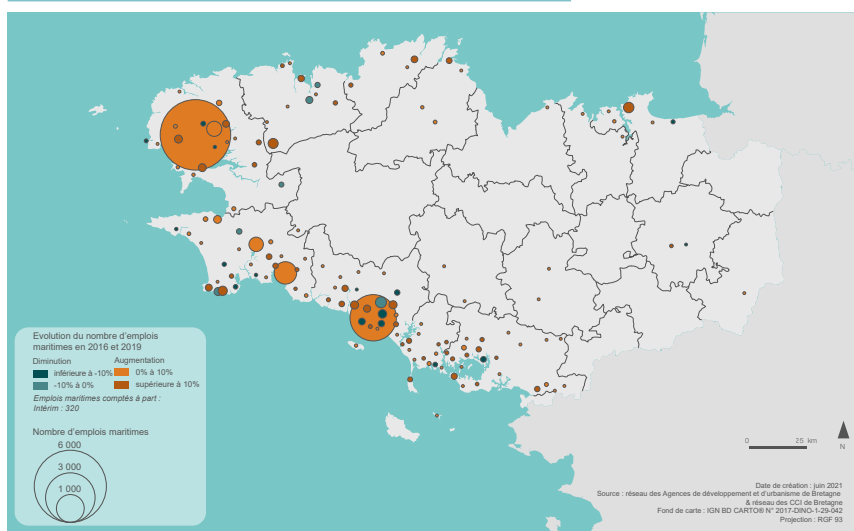 Evolution du nombre d'emplois
maritimes en 2016 et 2019
Diminution
Augmentation
inférieure à -10%
0% à 10%
-10% à 0%
supérieure à 10%
Emplois maritimes comptés à part :
Intérim : 320
Nombre d'emplois maritimes
6 000
3 000
1 000
0 25 km
N
Date de création : juin 2021
Source : réseau des Agences de développement et d'urbanisme de Bretagne
& réseau des CCI de Bretagne
Fond de carte : IGN BD CARTO® N° 2017-DINO-1-29-042
Projection : RGF 93